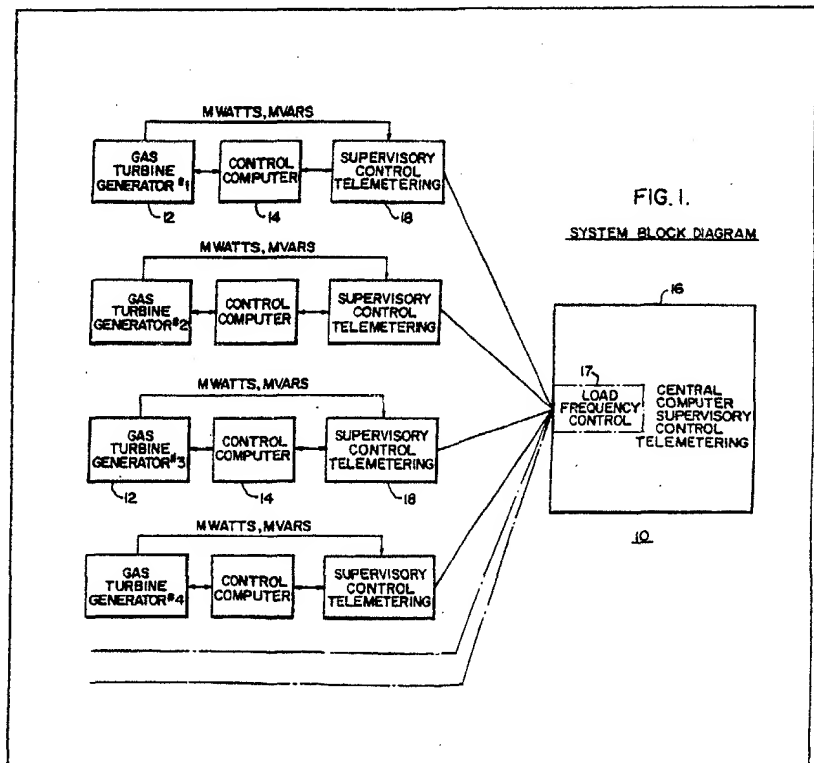 MWATTS, MVARS
GAS
TURBINE
GENERATOR #1
CONTROL
COMPUTER
SUPERVISORY
CONTROL
TELEMETERING
12
14
18
MWATTS, MVARS
GAS
TURBINE
GENERATOR #2
CONTROL
COMPUTER
SUPERVISORY
CONTROL
TELEMETERING
MWATTS, MVARS
GAS
TURBINE
GENERATOR #3
CONTROL
COMPUTER
SUPERVISORY
CONTROL
TELEMETERING
12
14
18
MWATTS, MVARS
GAS
TURBINE
GENERATOR #4
CONTROL
COMPUTER
SUPERVISORY
CONTROL
TELEMETERING
FIG. 1.
SYSTEM BLOCK DIAGRAM
16
17
LOAD
FREQUENCY
CONTROL
CENTRAL
COMPUTER
SUPERVISORY
CONTROL
TELEMETERING
10